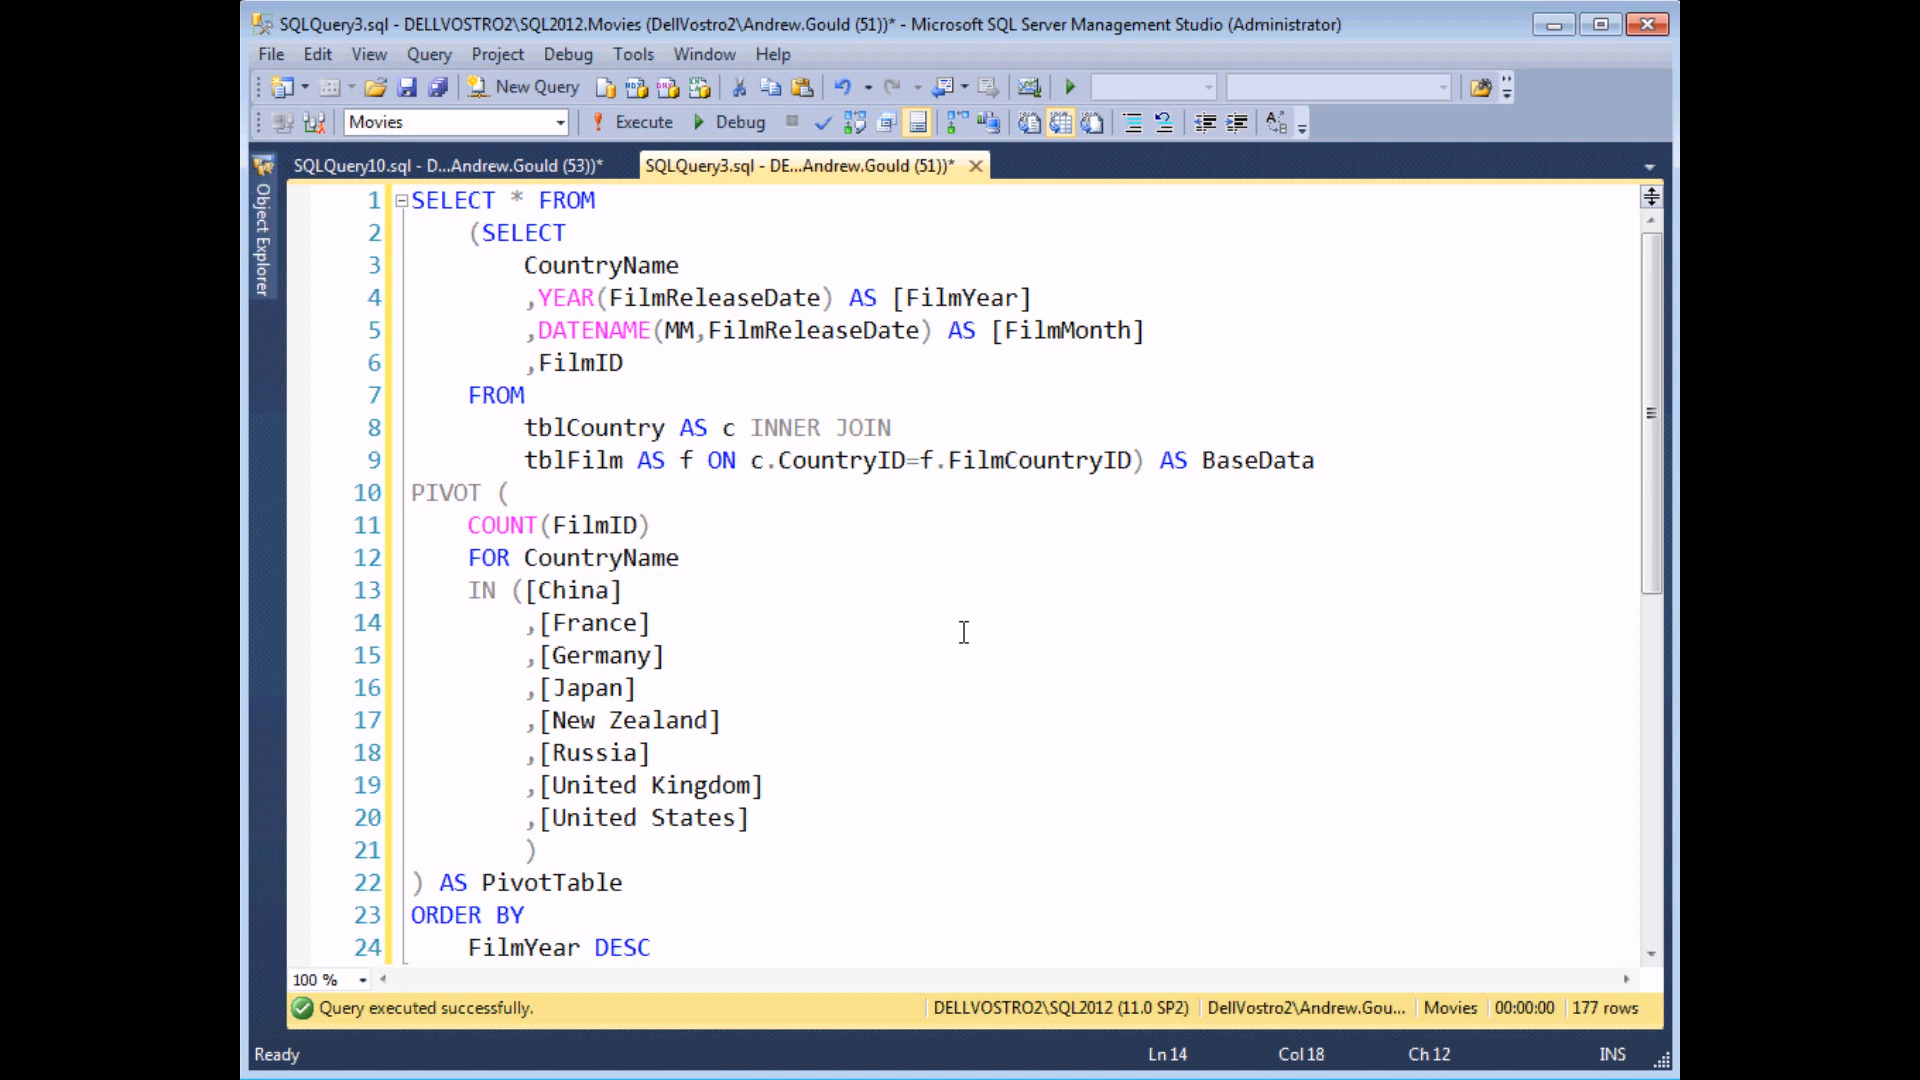 SQLQuery3.sql - DELLVOSTRO2\SQL2012.Movies (DellVostro2\Andrew.Gould (51))* - Microsoft SQL Server Management Studio (Administrator)
File Edit View Query Project Debug Tools Window Help
New Query
Movies Execute Debug
SQLQuery10.sql - D...Andrew.Gould (53))* SQLQuery3.sql - DE...Andrew.Gould (51))*
Object Explorer
1 SELECT * FROM
2 (SELECT
3 CountryName
4 ,YEAR(FilmReleaseDate) AS [FilmYear]
5 ,DATENAME(MM,FilmReleaseDate) AS [FilmMonth]
6 ,FilmID
7 FROM
8 tblCountry AS c INNER JOIN
9 tblFilm AS f ON c.CountryID=f.FilmCountryID) AS BaseData
10 PIVOT (
11 COUNT(FilmID)
12 FOR CountryName
13 IN ([China]
14 ,[France]
15 ,[Germany]
16 ,[Japan]
17 ,[New Zealand]
18 ,[Russia]
19 ,[United Kingdom]
20 ,[United States]
21 )
22 ) AS PivotTable
23 ORDER BY
24 FilmYear DESC
100 %
Query executed successfully. DELLVOSTRO2\SQL2012 (11.0 SP2) DellVostro2\Andrew.Gou... Movies 00:00:00 177 rows
Ready Ln 14 Col 18 Ch 12 INS